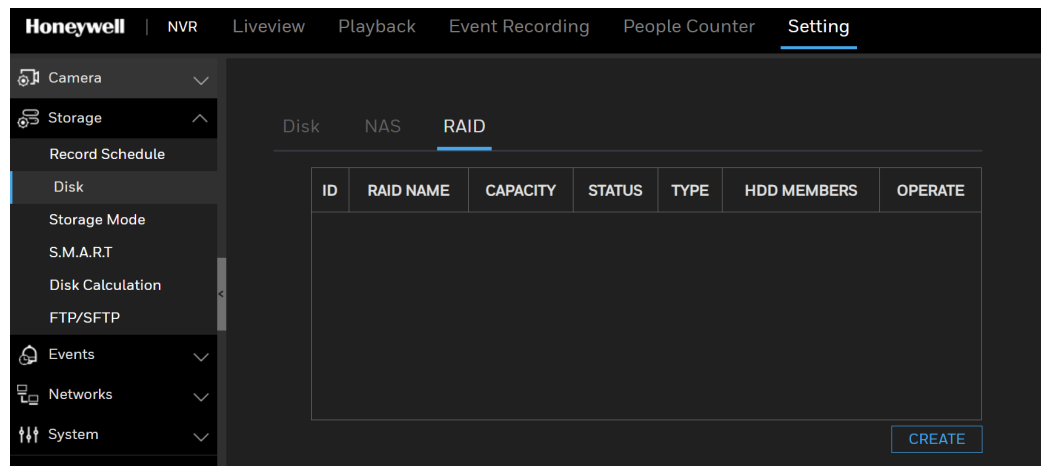 Honeywell | NVR Liveview Playback Event Recording People Counter Setting
Camera
Storage
Record Schedule
Disk
Storage Mode
S.M.A.R.T
Disk Calculation
FTP/SFTP
Events
Networks
System
Disk NAS RAID
ID RAID NAME CAPACITY STATUS TYPE HDD MEMBERS OPERATE
CREATE